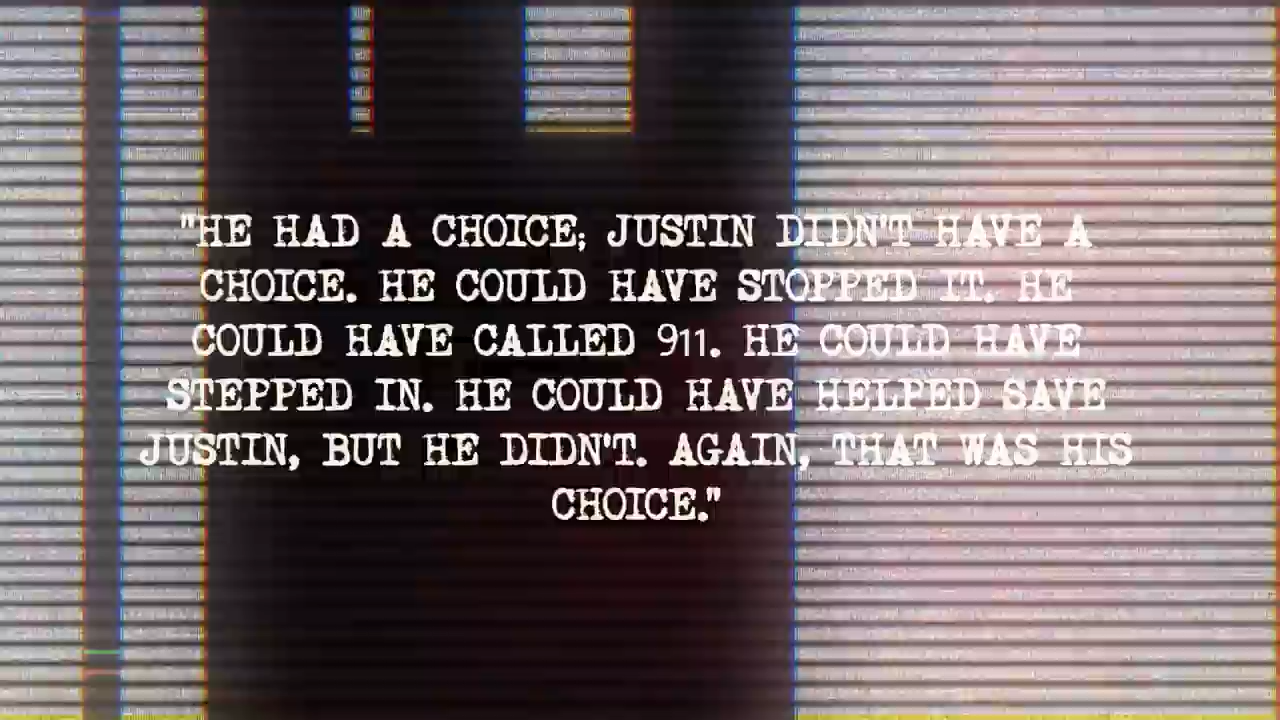 "HE HAD A CHOICE; JUSTIN DIDN'T HAVE A
CHOICE. HE COULD HAVE STOPPED IT. HE
COULD HAVE CALLED 911. HE COULD HAVE
STEPPED IN. HE COULD HAVE HELPED SAVE
JUSTIN, BUT HE DIDN'T. AGAIN, THAT WAS HIS
CHOICE."